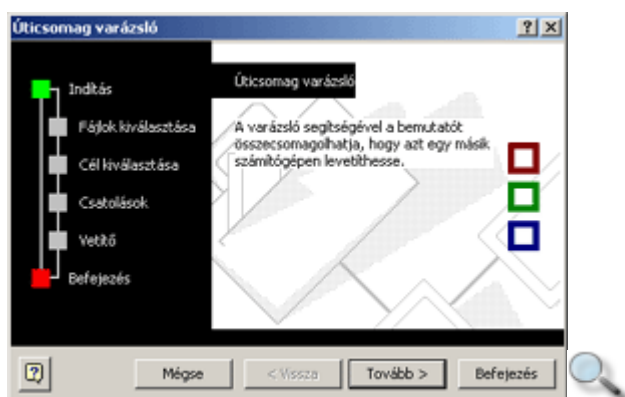 Úticsomag varázsló
Indítás
Fájlok kiválasztása
Cél kiválasztása
Csatolások
Vetítő
Befejezés
Úticsomag varázsló
A varázsló segítségével a bemutatót
összecsomagolhatja, hogy azt egy másik
számítógépen levetíthesse.
Mégse
< Vissza
Tovább >
Befejezés